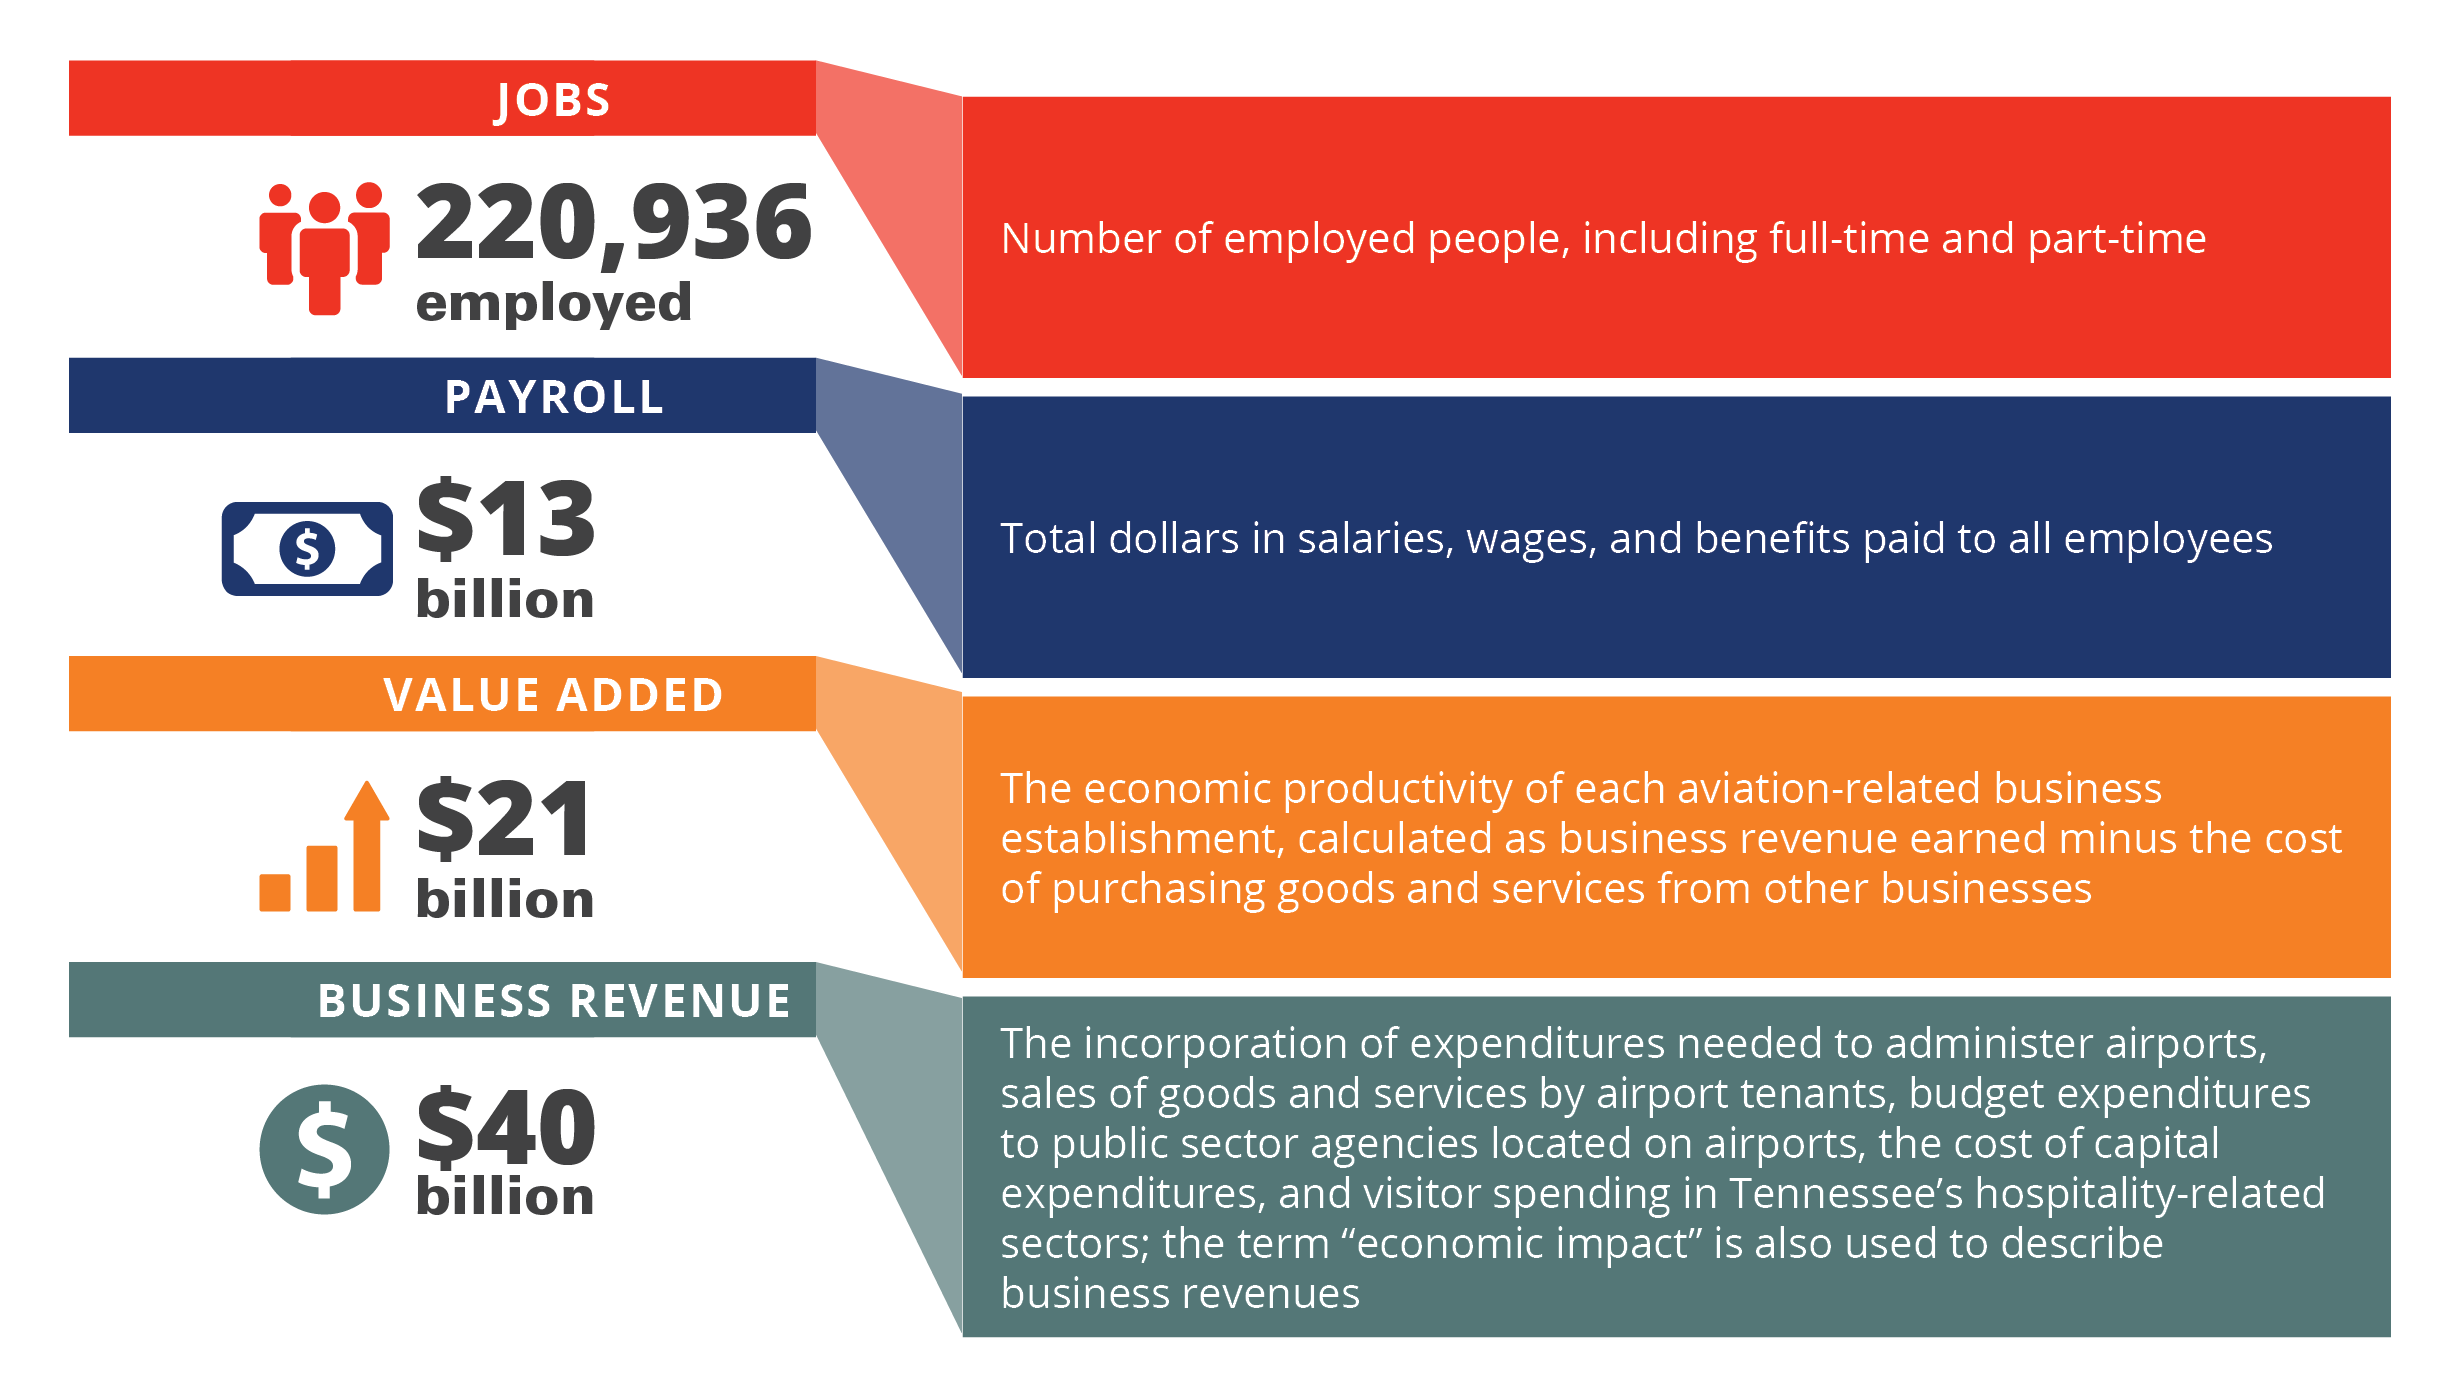 JOBS
220,936
employed
Number of employed people, including full-time and part-time
PAYROLL
$
$13
billion
Total dollars in salaries, wages, and benefits paid to all employees
VALUE ADDED
$21
billion
The economic productivity of each aviation-related business
establishment, calculated as business revenue earned minus the cost
of purchasing goods and services from other businesses
BUSINESS REVENUE
$
$40
billion
The incorporation of expenditures needed to administer airports,
sales of goods and services by airport tenants, budget expenditures
to public sector agencies located on airports, the cost of capital
expenditures, and visitor spending in Tennessee’s hospitality-related
sectors; the term “economic impact” is also used to describe
business revenues